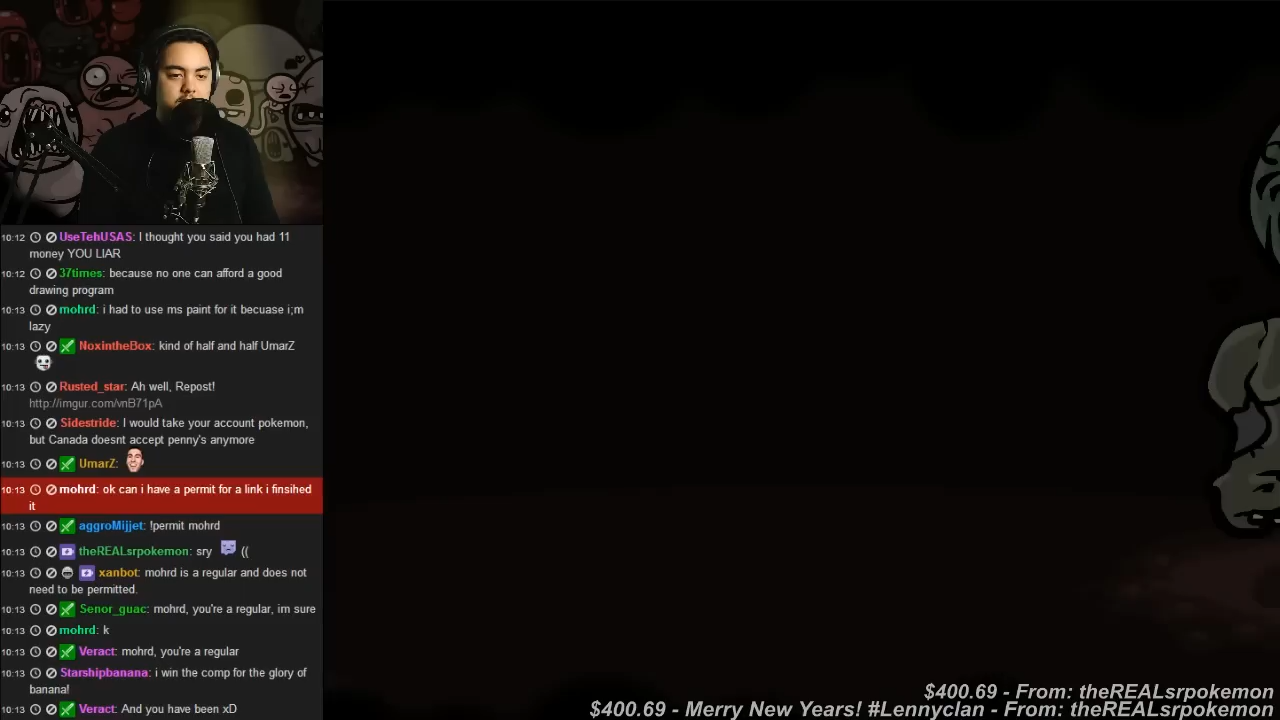 10:12 UseTehUSAS: I thought you said you had 11
money YOU LIAR
10:12 37times: because no one can afford a good
drawing program
10:13 mohrd: i had to use ms paint for it becuase i;m
lazy
10:13 NoxintheBox: kind of half and half UmarZ
10:13 Rusted_star: Ah well, Repost!
http://imgur.com/vnB71pA
10:13 Sidestride: I would take your account pokemon,
but Canada doesnt accept penny's anymore
10:13 UmarZ:
10:13 mohrd: ok can i have a permit for a link i finsihed
it
10:13 aggroMijjet: !permit mohrd
10:13 theREALsrpokemon: sry ((
10:13 xanbot: mohrd is a regular and does not
need to be permitted.
10:13 Senor_guac: mohrd, you're a regular, im sure
10:13 mohrd: k
10:13 Veract: mohrd, you're a regular
10:13 Starshipbanana: i win the comp for the glory of
banana!
10:13 Veract: And you have been xD
$400.69 - From: theREALsrpokemon
$400.69 - Merry New Years! #Lennyclan - From: theREALsrpokemon